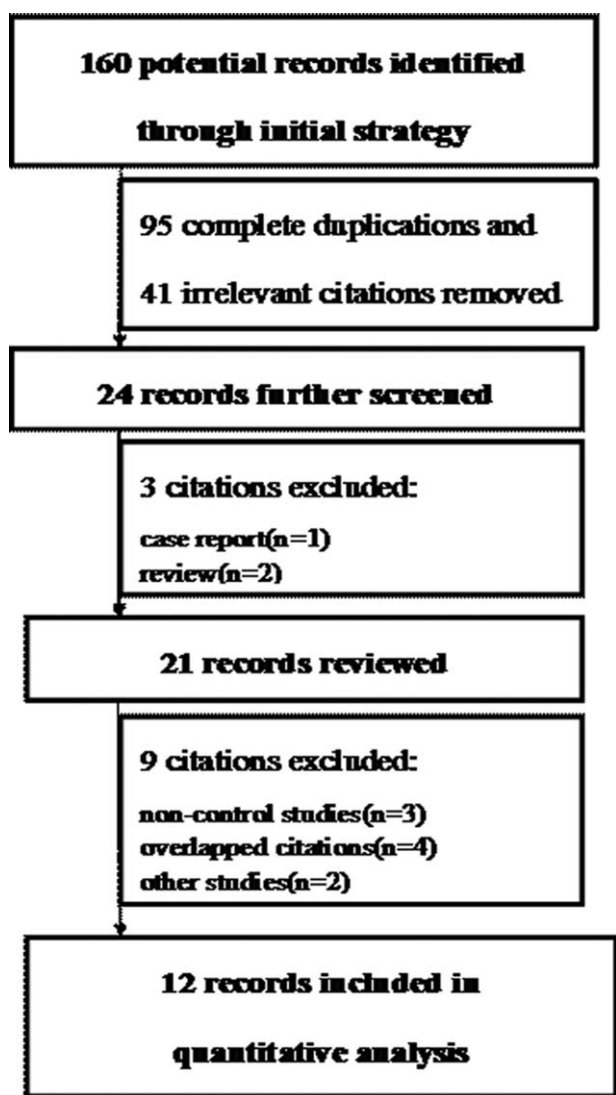 160 potential records identified
through initial strategy
95 complete duplications and
41 irrelevant citations removed
24 records further screened
3 citations excluded:
case report(n=1)
review(n=2)
21 records reviewed
9 citations excluded:
non-control studies(n=3)
overlapped citations(n=4)
other studies(n=2)
12 records included in
quantitative analysis